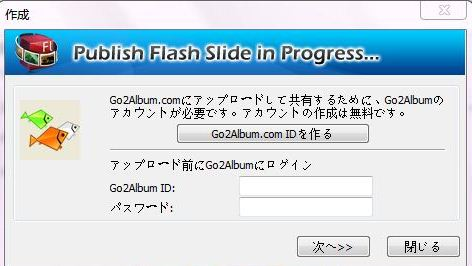 作成
Publish Flash Slide in Progress...
Go2Album.comにアップロードして共有するために、Go2Albumの
アカウントが必要です。アカウントの作成は無料です。
Go2Album.com IDを作る
アップロード前にGo2Albumにログイン
Go2Album ID:
パスワード:
次へ>>
閉じる